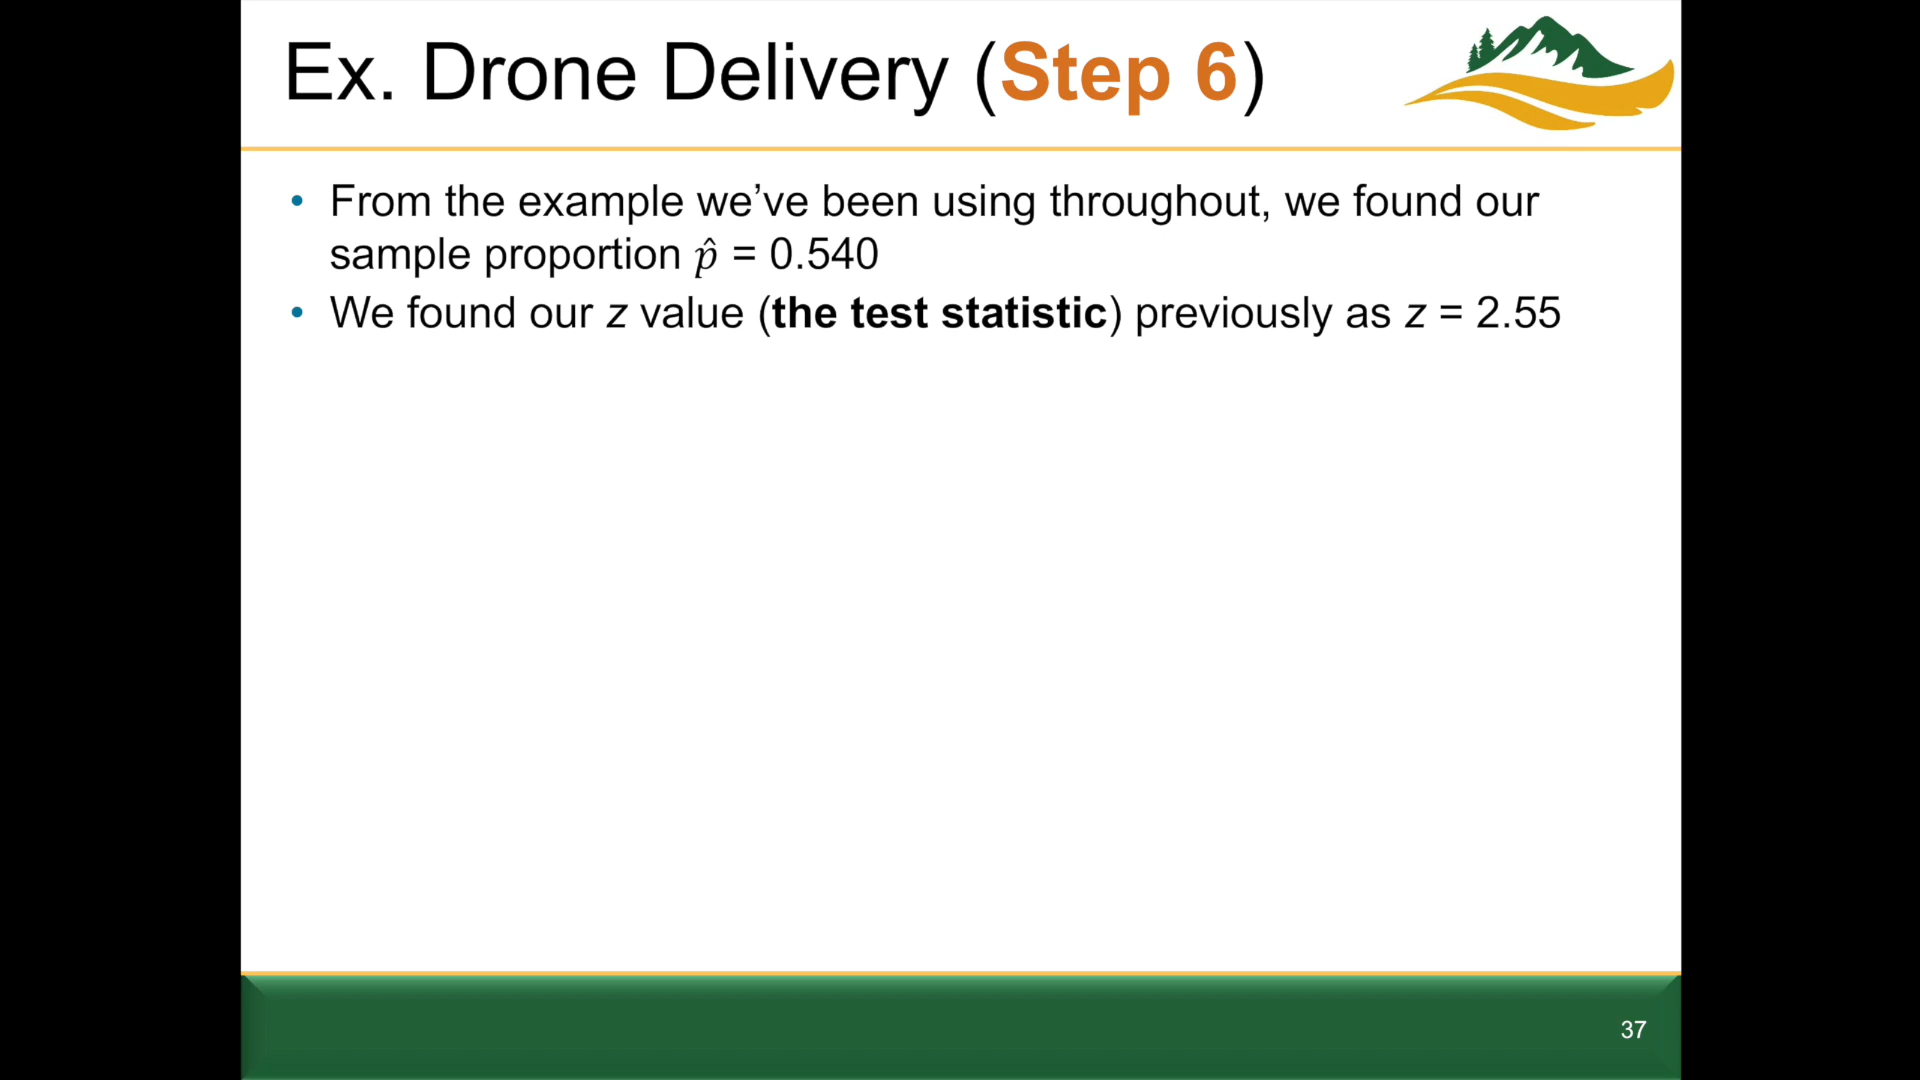 Ex. Drone Delivery (Step 6)
• From the example we’ve been using throughout, we found our
sample proportion p̂ = 0.540
• We found our z value (the test statistic) previously as z = 2.55
37